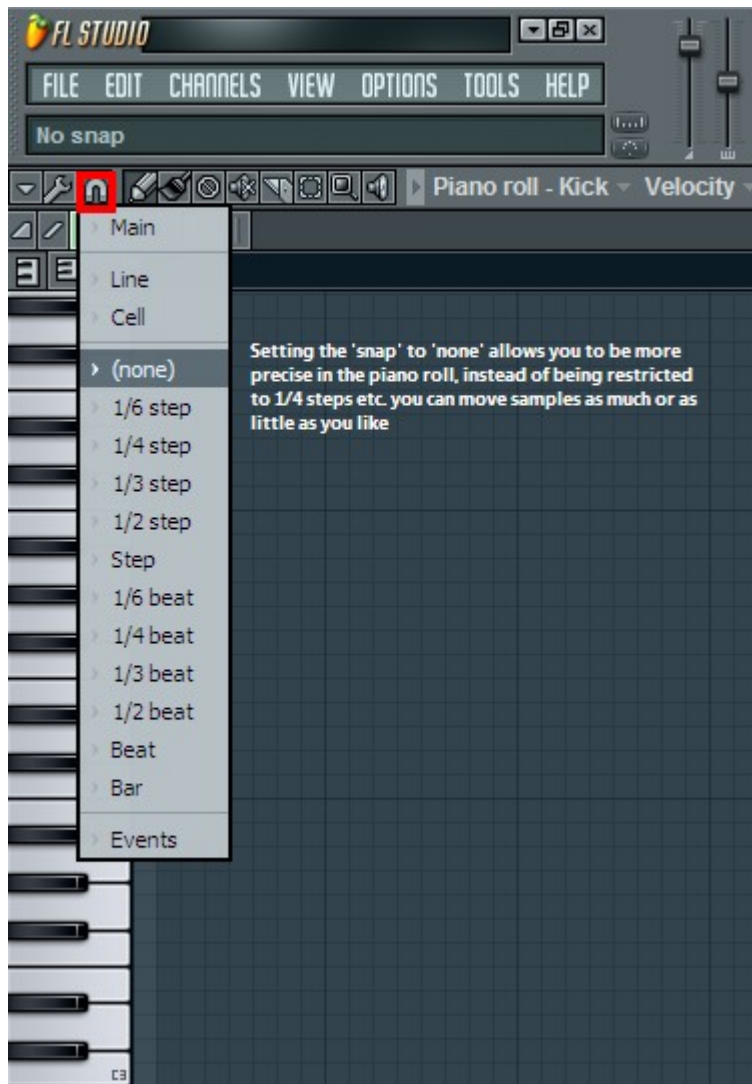 FL STUDIO
FILE EDIT CHANNELS VIEW OPTIONS TOOLS HELP
No snap
Piano roll - Kick Velocity
Main
Line
Cell
(none)
Setting the 'snap' to 'none' allows you to be more
precise in the piano roll, instead of being restricted
to 1/4 steps etc. you can move samples as much or as
little as you like
1/6 step
1/4 step
1/3 step
1/2 step
Step
1/6 beat
1/4 beat
1/3 beat
1/2 beat
Beat
Bar
Events
C3